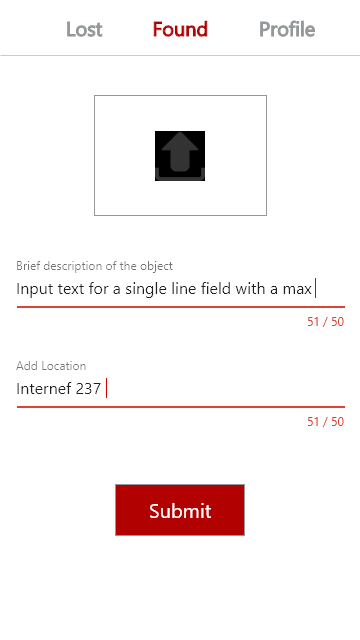 Lost Found Profile
Brief description of the object
Input text for a single line field with a max
51 / 50
Add Location
Internef 237
51 / 50
Submit